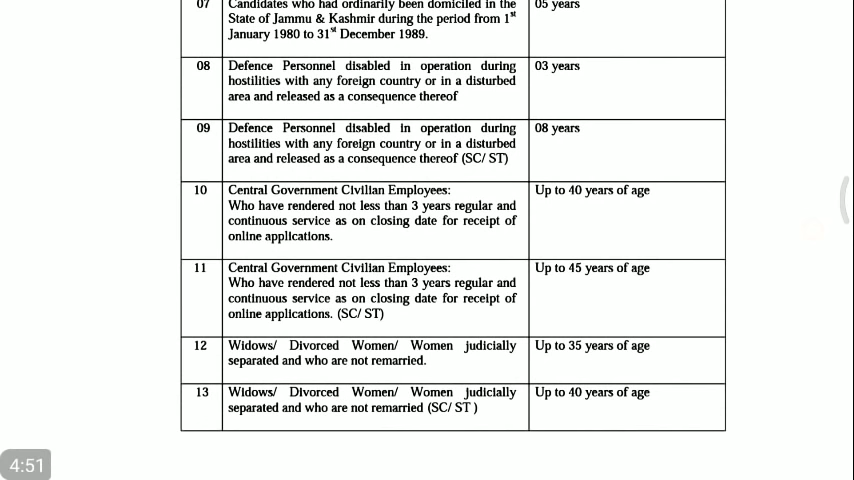 07 Candidates who had ordinarily been domiciled in the 05 years
State of Jammu & Kashmir during the period from 1st
January 1980 to 31st December 1989.
08 Defence Personnel disabled in operation during 03 years
hostilities with any foreign country or in a disturbed
area and released as a consequence thereof
09 Defence Personnel disabled in operation during 08 years
hostilities with any foreign country or in a disturbed
area and released as a consequence thereof (SC/ ST)
10 Central Government Civilian Employees: Up to 40 years of age
Who have rendered not less than 3 years regular and
continuous service as on closing date for receipt of
online applications.
11 Central Government Civilian Employees: Up to 45 years of age
Who have rendered not less than 3 years regular and
continuous service as on closing date for receipt of
online applications. (SC/ ST)
12 Widows/ Divorced Women/ Women judicially Up to 35 years of age
separated and who are not remarried.
13 Widows/ Divorced Women/ Women judicially Up to 40 years of age
separated and who are not remarried (SC/ ST )
4:51